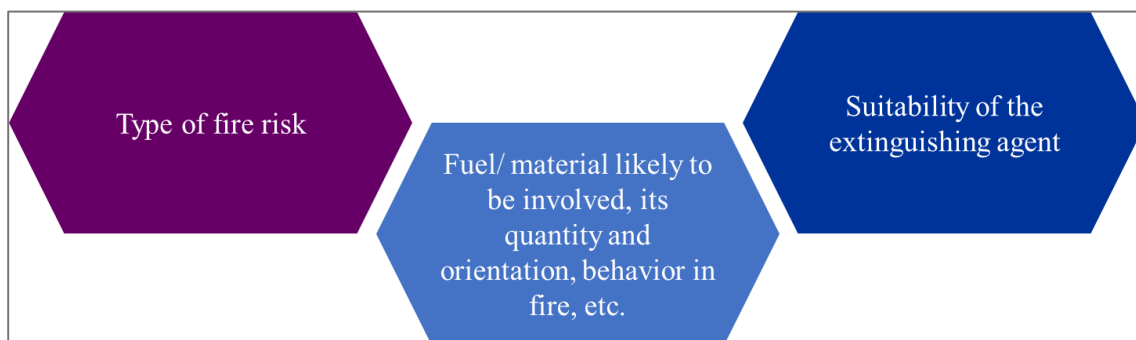 Type of fire risk
Fuel/ material likely to
be involved, its
quantity and
orientation, behavior in
fire, etc.
Suitability of the
extinguishing agent